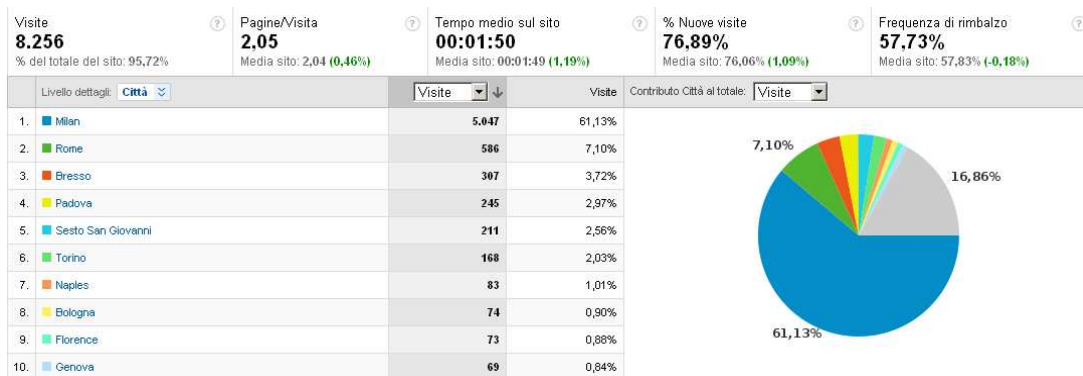 Visite
8.256
% del totale del sito: 95,72%
Pagine/Visita
2,05
Media sito: 2,04 (0,46%)
Tempo medio sul sito
00:01:50
Media sito: 00:01:49 (1,19%)
% Nuove visite
76,89%
Media sito: 76,06% (1,09%)
Frequenza di rimbalzo
57,73%
Media sito: 57,83% (-0,18%)
Livello dettagli: Città Visite Visite Contributo Città al totale: Visite
1. Milan 5.047 61,13%
2. Rome 586 7,10%
3. Bresso 307 3,72%
4. Padova 245 2,97%
5. Sesto San Giovanni 211 2,56%
6. Torino 168 2,03%
7. Naples 83 1,01%
8. Bologna 74 0,90%
9. Florence 73 0,88%
10. Genova 69 0,84%
7,10%
16,86%
61,13%